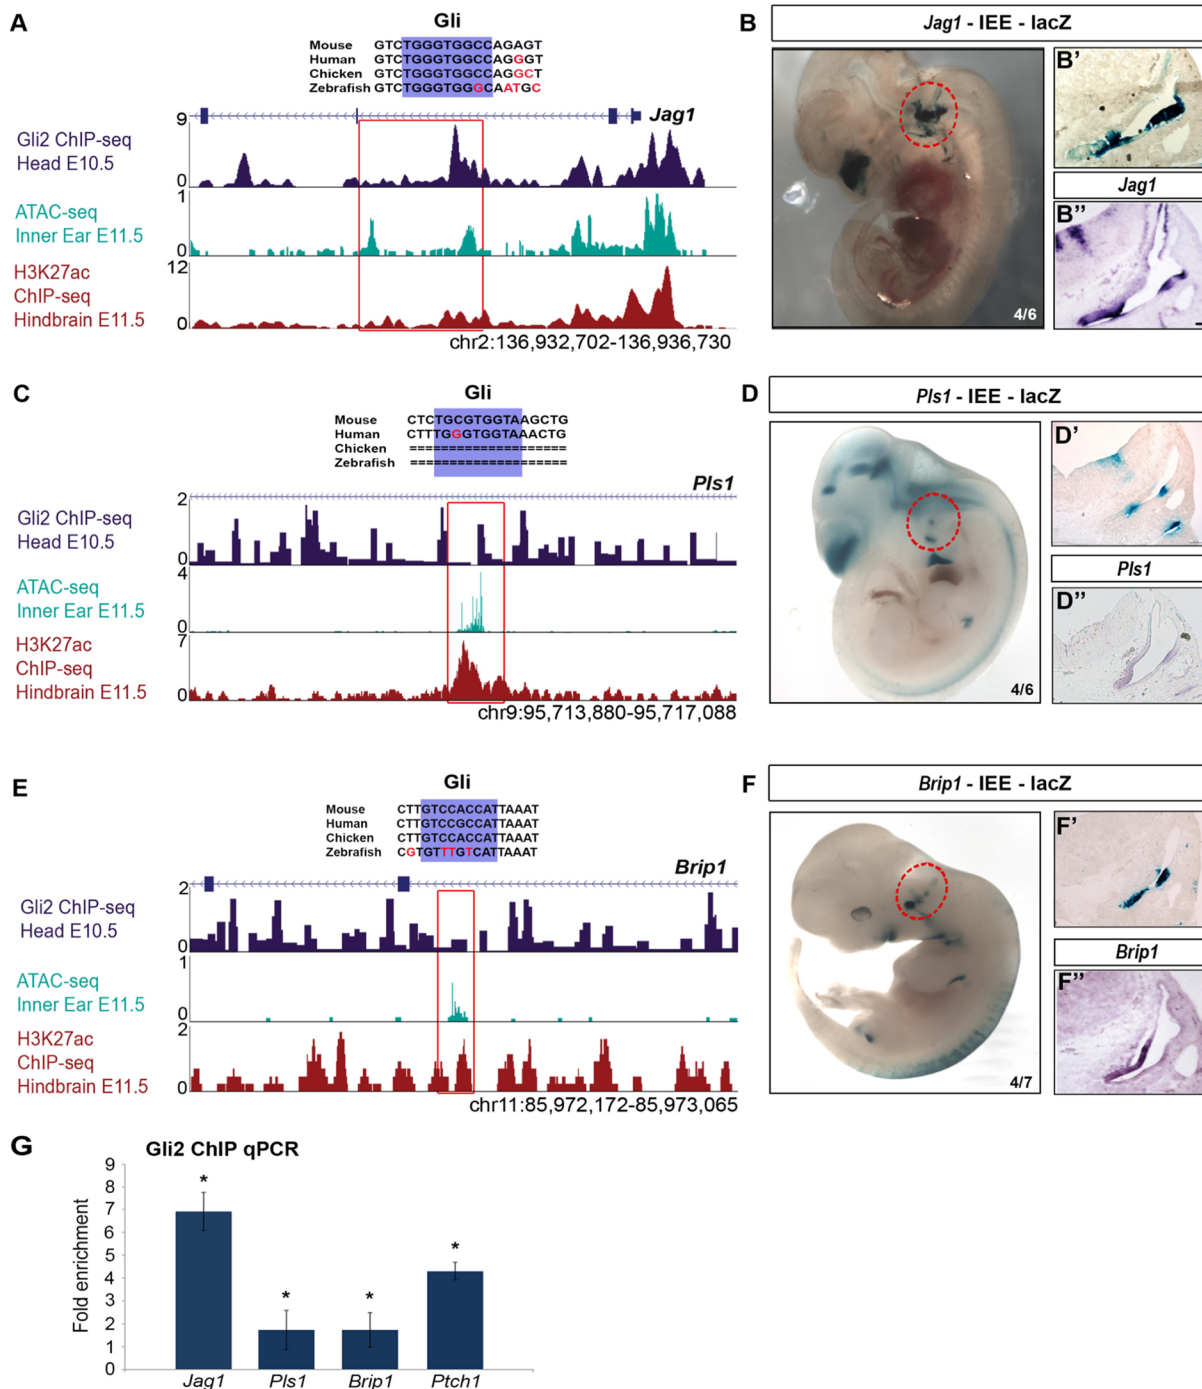 A
Gli
Mouse GTCTGGGTGGCCAGAGT
Human GTCTGGGTGGCCAGGGT
Chicken GTCTGGGTGGCCAGGCT
Zebrafish GTCTGGGTGGGCAATGC
Jag1
9
Gli2 ChIP-seq
Head E10.5
0
1
ATAC-seq
Inner Ear E11.5
0
12
H3K27ac
ChIP-seq
Hindbrain E11.5
0
chr2:136,932,702-136,936,730
B
Jag1 - IEE - lacZ
4/6
B'
Jag1
B"
C
Gli
Mouse CTCTGCGTGGTAAGCTG
Human CTTTGGGTGGTAAACTG
Chicken =================
Zebrafish =================
Pls1
2
Gli2 ChIP-seq
Head E10.5
0
4
ATAC-seq
Inner Ear E11.5
0
H3K27ac
7
ChIP-seq
Hindbrain E11.5
0
chr9:95,713,880-95,717,088
D
Pls1 - IEE - lacZ
4/6
D'
Pls1
D"
E
Gli
Mouse CTTGTCCACCATTAAAT
Human CTTGTCCGCCATTAAAT
Chicken CTTGTCCACCATTAAAT
Zebrafish CGTGTTTGTCATTAAAT
Brip1
2
Gli2 ChIP-seq
Head E10.5
0
1
ATAC-seq
Inner Ear E11.5
0
H3K27ac
2
ChIP-seq
Hindbrain E11.5
0
chr11:85,972,172-85,973,065
F
Brip1 - IEE - lacZ
4/7
F'
Brip1
F"
G
Gli2 ChIP qPCR
Fold enrichment
9
8
7
6
5
4
3
2
1
0
*
*
*
*
Jag1 Pls1 Brip1 Ptch1